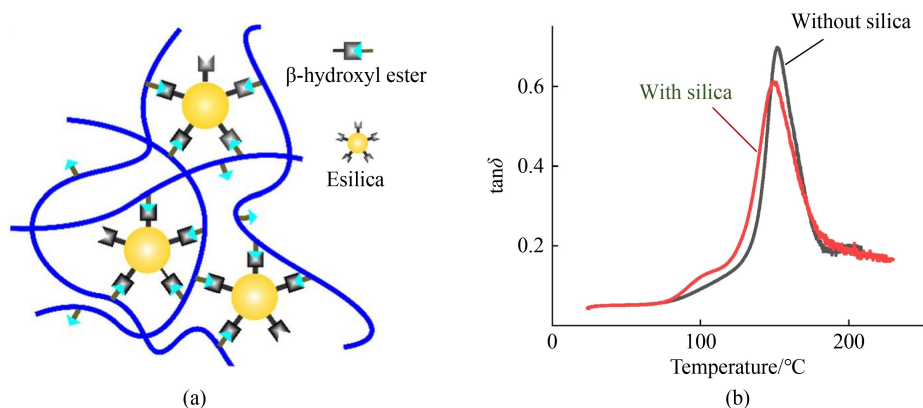 β-hydroxyl ester
Esilica
(a)
Without silica
With silica
tanδ
0.6
0.4
0.2
0
100
200
Temperature/°C
(b)